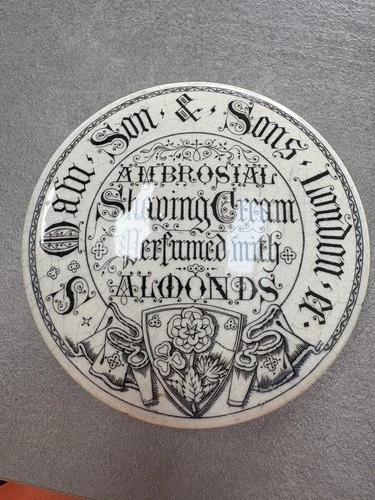 S. Maw. Son. & Sons. London. E.
AMBROSIAL
Shaving Cream
Perfumed with
ALMONDS